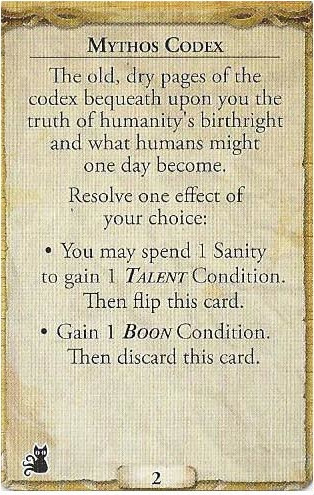 MYTHOS CODEX
The old, dry pages of the
codex bequeath upon you the
truth of humanity's birthright
and what humans might
one day become.
Resolve one effect of
your choice:
• You may spend 1 Sanity
to gain 1 TALENT Condition.
Then flip this card.
• Gain 1 BOON Condition.
Then discard this card.
2